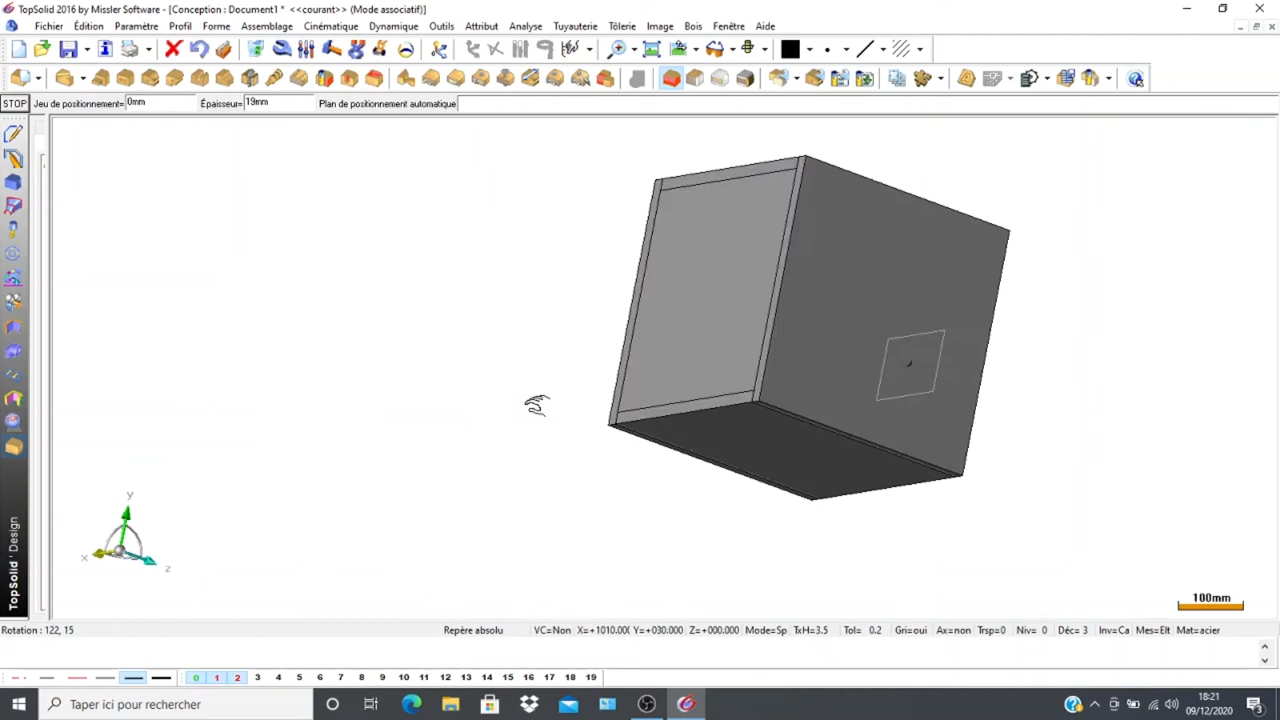 TopSolid 2016 by Missler Software - [Conception : Document1 * <<courant>> (Mode associatif)]
Fichier Édition Paramètre Profil Forme Assemblage Cinématique Dynamique Outils Attribut Analyse Tuyauterie Tôlerie Image Bois Fenêtre Aide
STOP Jeu de positionnement= 0mm Épaisseur= 19mm Plan de positionnement automatique
y
x
z
TopSolid ' Design
100mm
Rotation : 122, 15 Repère absolu VC=Non X=+1010.000 Y=+030.000 Z=+000.000 Mode=Sp TxH=3.5 Tol= 0.2 Gri=oui Ax=non Trsp=0 Niv= 0 Déc= 3 Inv=Ca Mes=Elt Mat=acier
0 1 2 3 4 5 6 7 8 9 10 11 12 13 14 15 16 17 18 19
Taper ici pour rechercher
18:21
09/12/2020
3